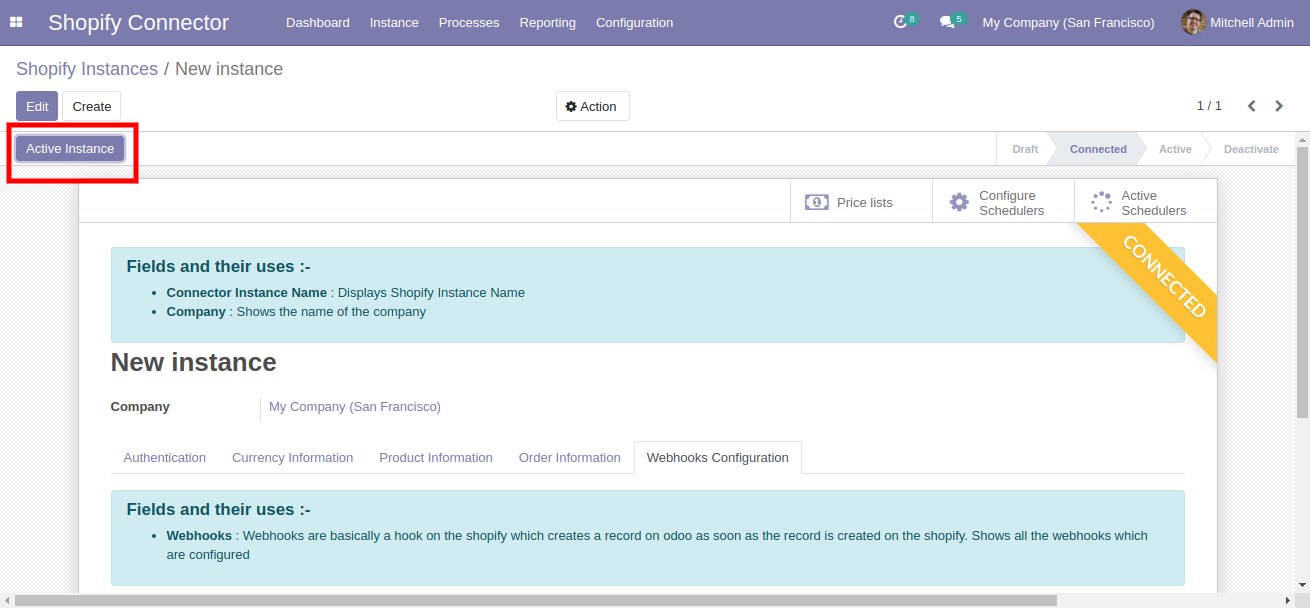 Shopify Connector Dashboard Instance Processes Reporting Configuration 8 5 My Company (San Francisco) Mitchell Admin
Shopify Instances / New instance
Edit Create Action 1 / 1
Active Instance Draft Connected Active Deactivate
Price lists Configure Schedulers Active Schedulers
CONNECTED
Fields and their uses :-
• Connector Instance Name : Displays Shopify Instance Name
• Company : Shows the name of the company
New instance
Company My Company (San Francisco)
Authentication Currency Information Product Information Order Information Webhooks Configuration
Fields and their uses :-
• Webhooks : Webhooks are basically a hook on the shopify which creates a record on odoo as soon as the record is created on the shopify. Shows all the webhooks which
are configured